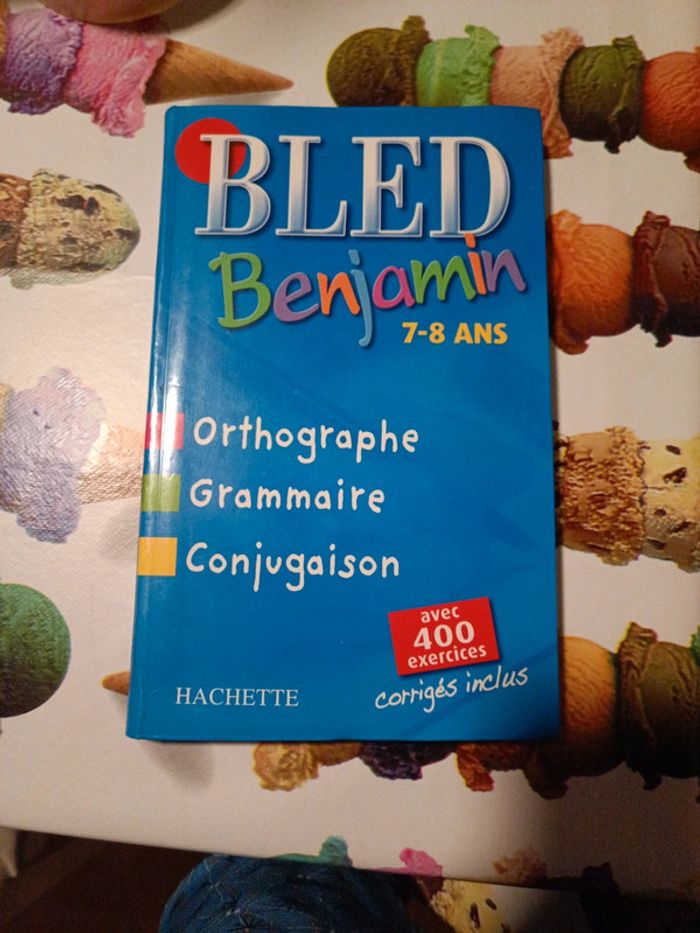 BLED
Benjamin
7-8 ANS
Orthographe
Grammaire
Conjugaison
avec
400
exercices
corrigés inclus
HACHETTE